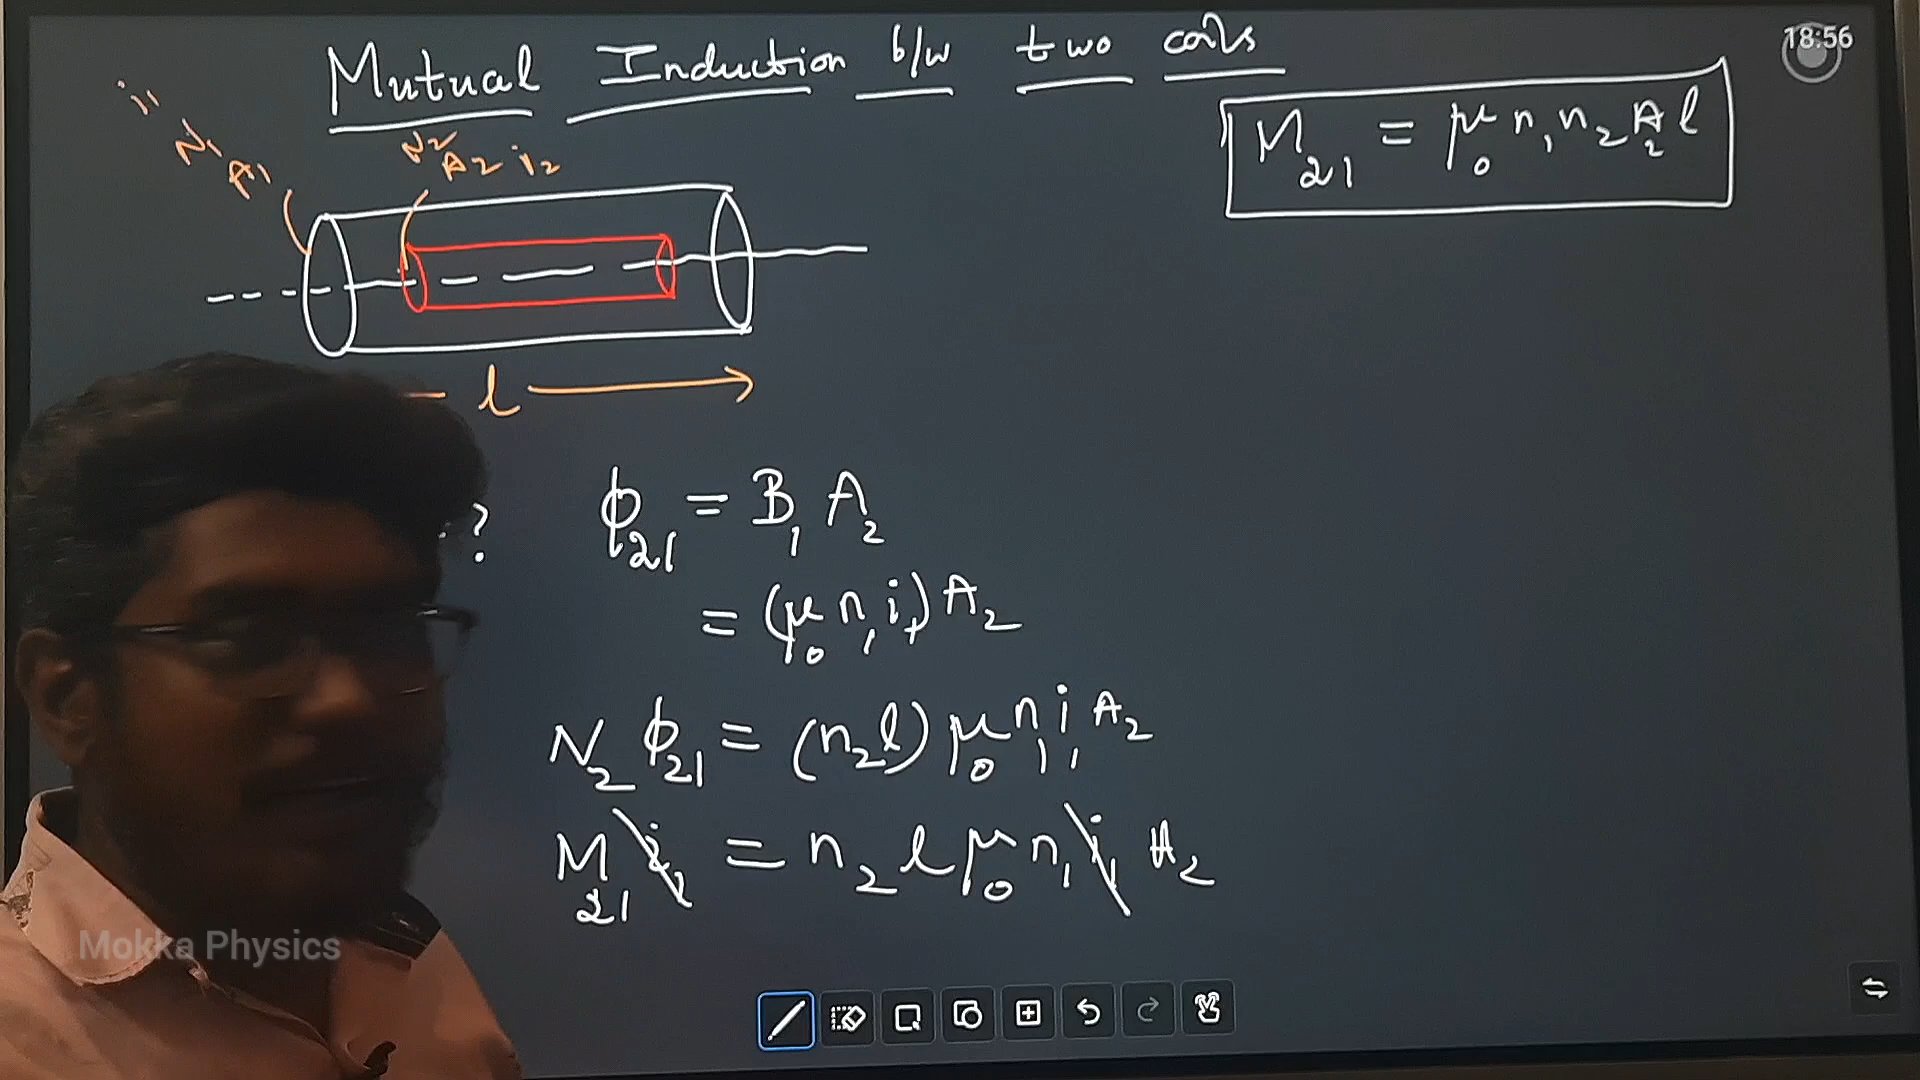 Mutual Induction b/w two coils
18:56
M₂₁ = μ₀ n₁ n₂ A₂ l
i₁ N₁ A₁
N₂ A₂ i₂
l
?
ϕ₂₁ = B₁ A₂
= (μ₀ n₁ i₁) A₂
N₂ ϕ₂₁ = (n₂ l) μ₀ n₁ i₁ A₂
M₂₁ i₁ = n₂ l μ₀ n₁ i₁ A₂
Mokka Physics